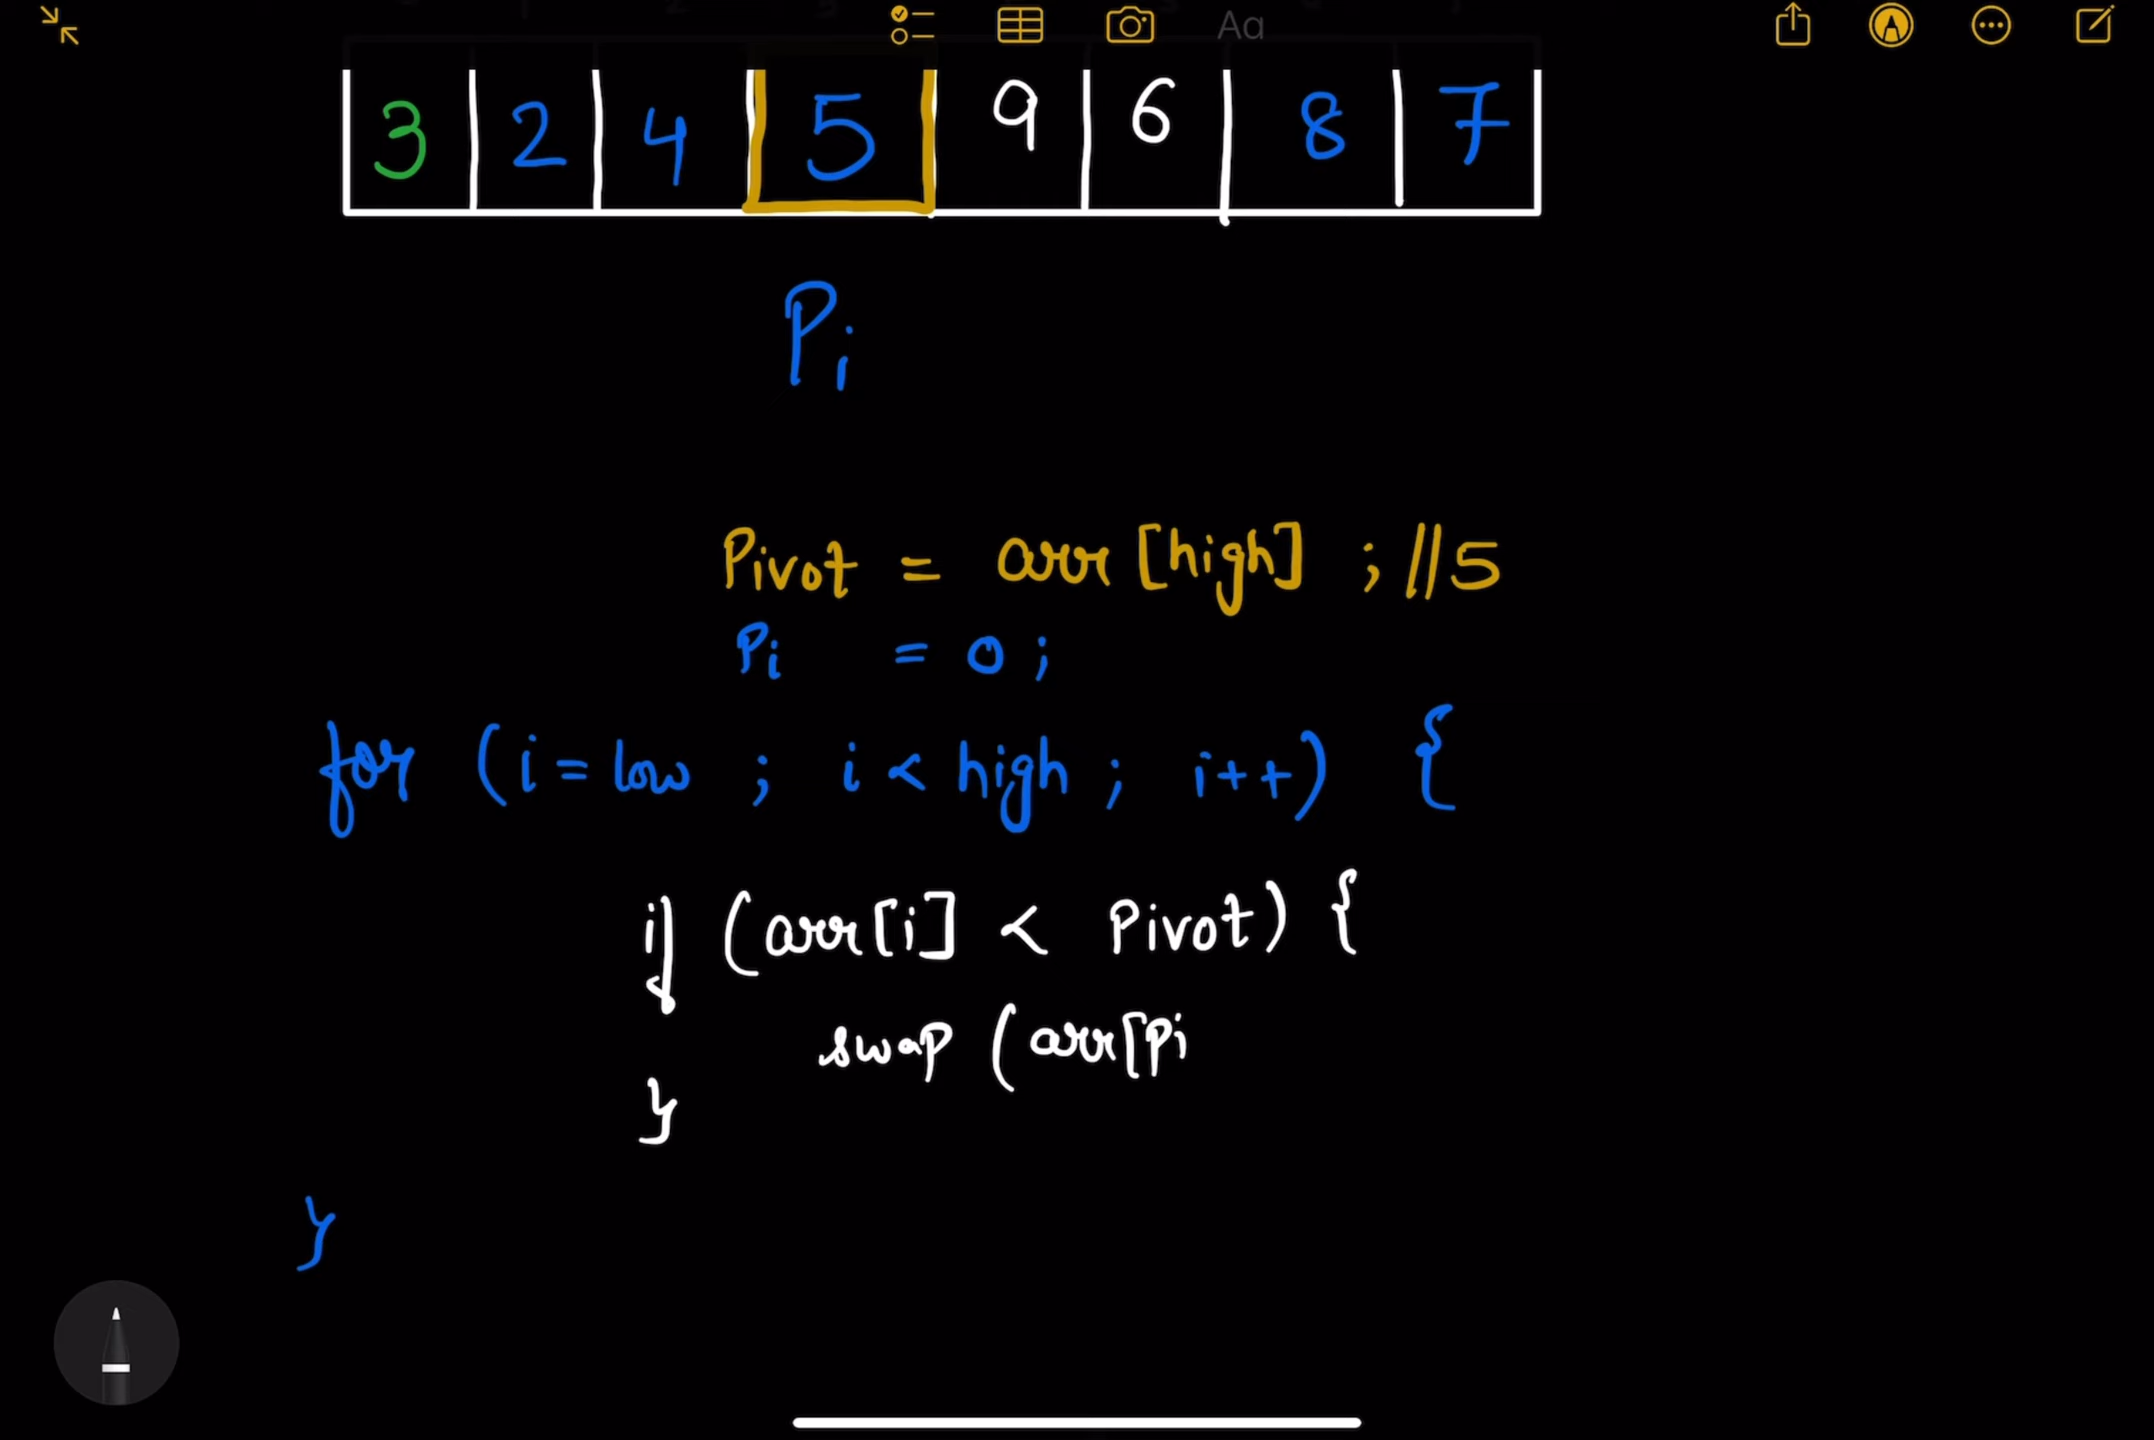 Aa
3 2 4 5 9 6 8 7
Pi
Pivot = arr [high] ; //5
Pi = 0 ;
for (i = low ; i < high ; i++) {
if (arr[i] < Pivot) {
swap (arr[pi
}
}